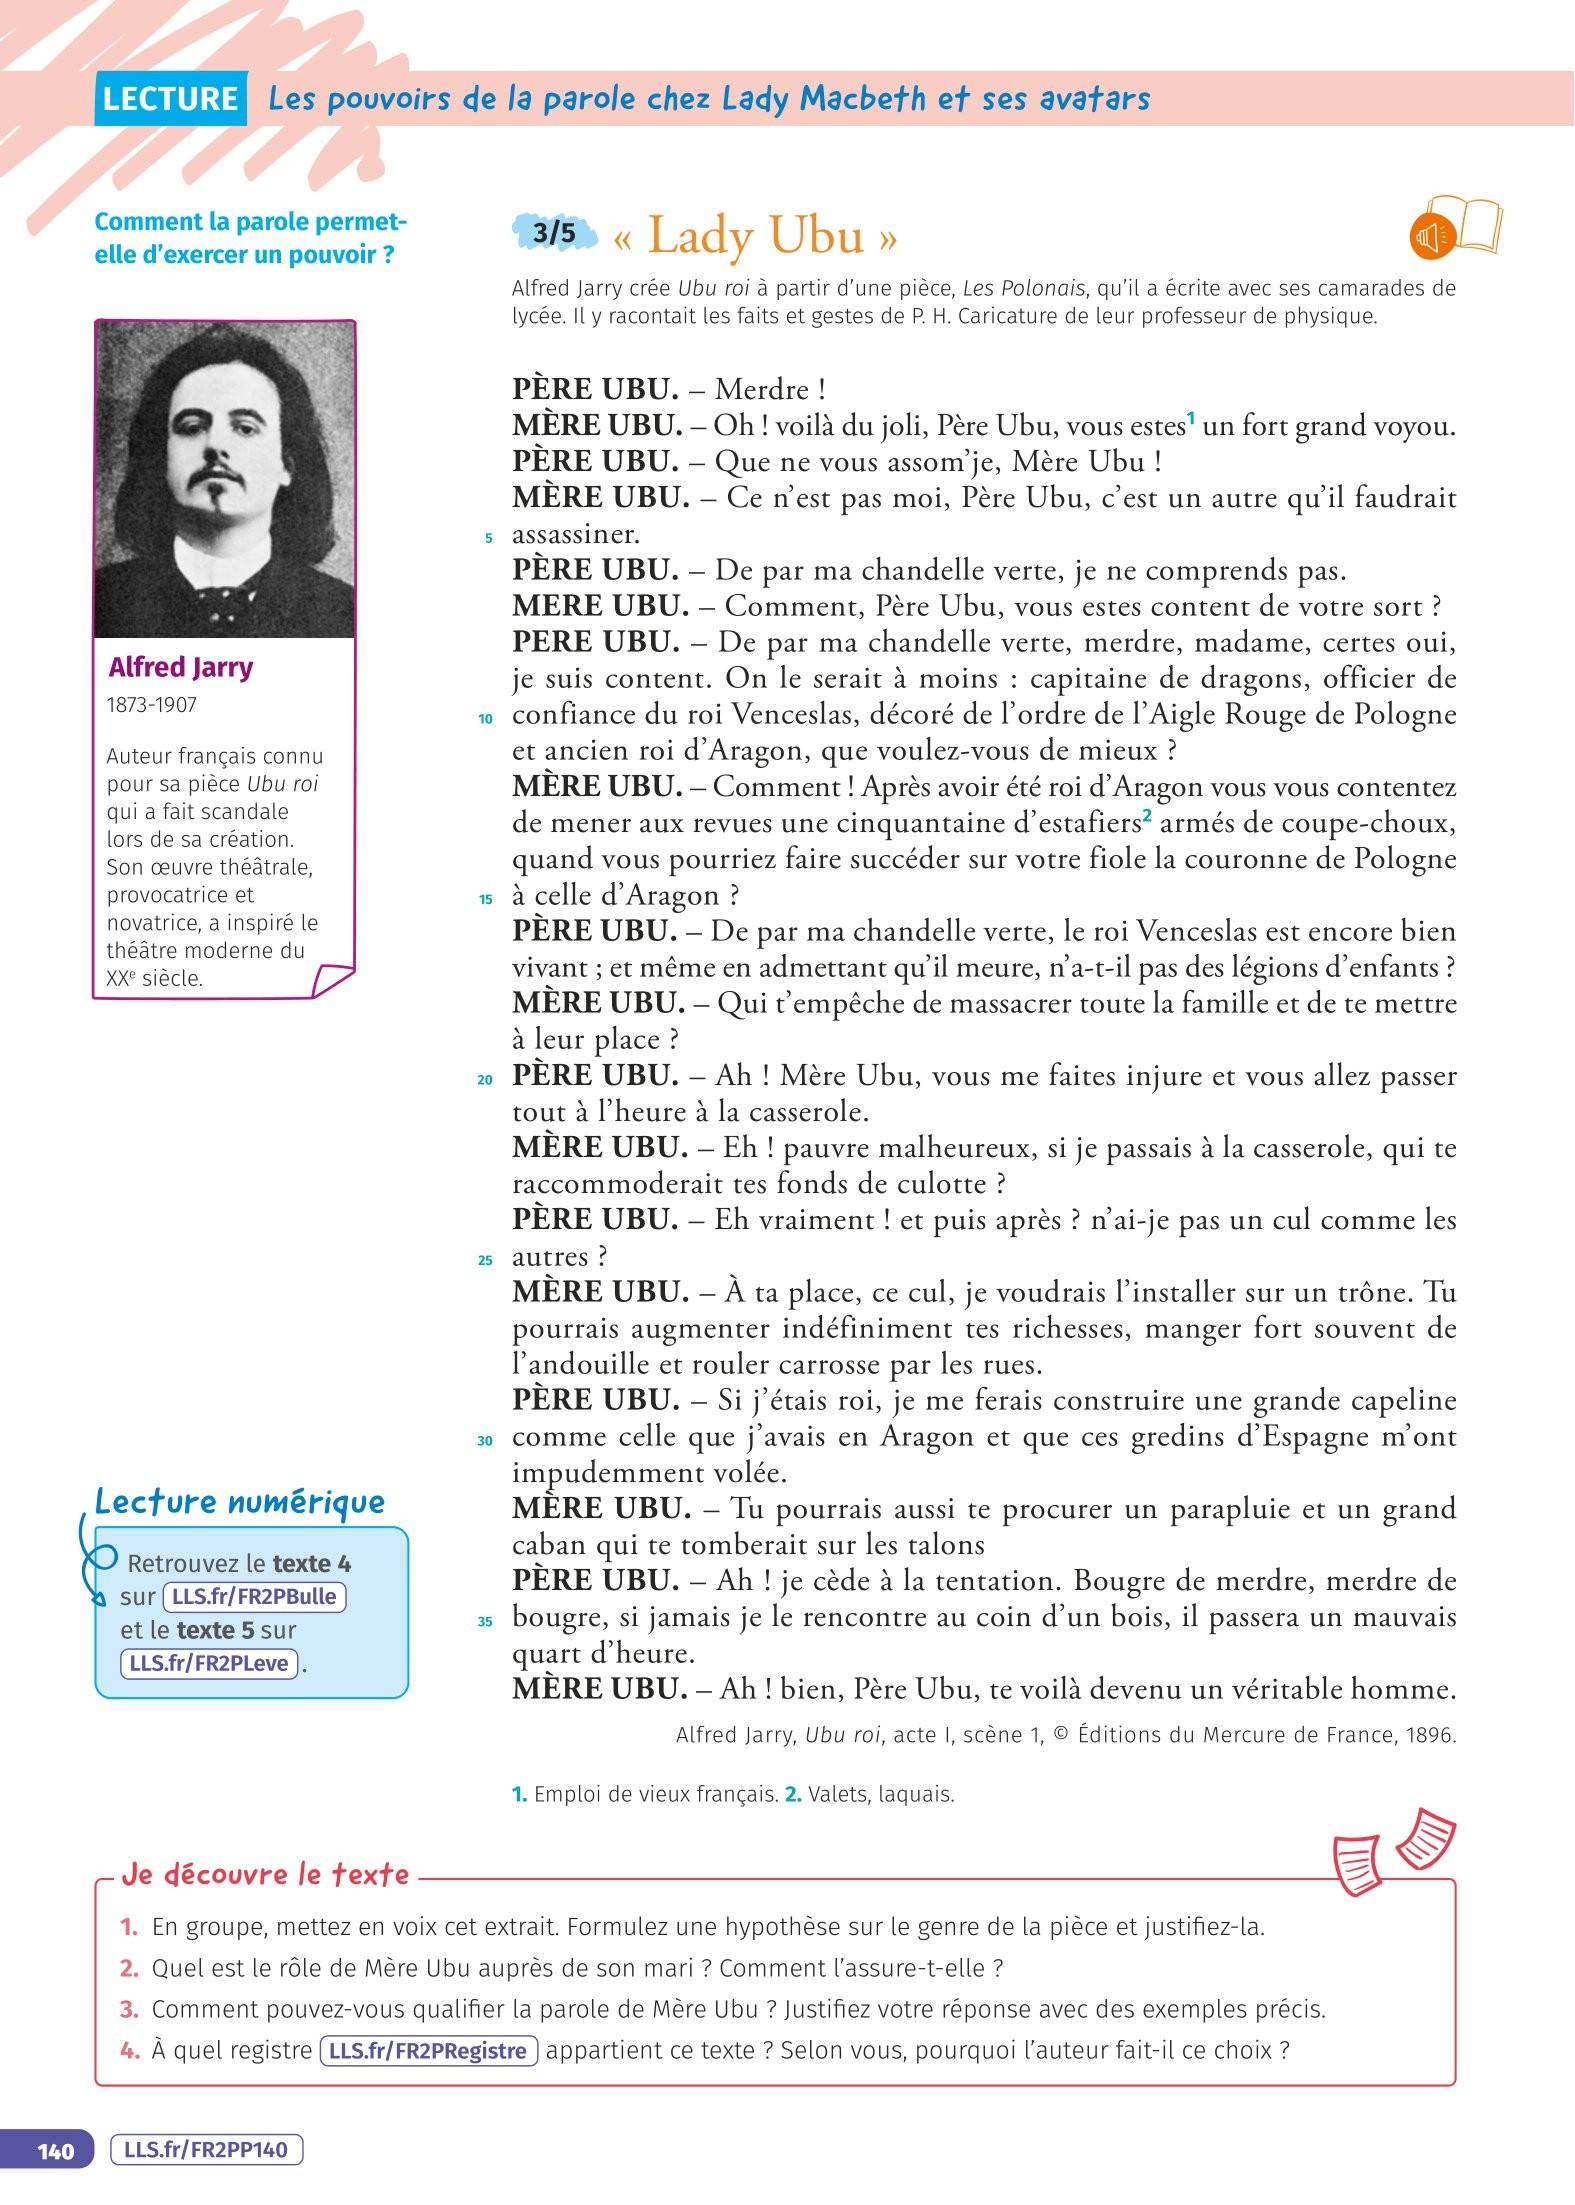 LECTURE Les pouvoirs de la parole chez Lady Macbeth et ses avatars
Comment la parole permet-
elle d'exercer un pouvoir ?
Alfred Jarry
1873-1907
Auteur français connu
pour sa pièce Ubu roi
qui a fait scandale
lors de sa création.
Son œuvre théâtrale,
provocatrice et
novatrice, a inspiré le
théâtre moderne du
XXe siècle.
Lecture numérique
Retrouvez le texte 4
sur LLS.fr/FR2PBulle
et le texte 5 sur
LLS.fr/FR2PLeve .
3/5 « Lady Ubu »
Alfred Jarry crée Ubu roi à partir d'une pièce, Les Polonais, qu'il a écrite avec ses camarades de
lycée. Il y racontait les faits et gestes de P. H. Caricature de leur professeur de physique.
PÈRE UBU. – Merdre !
MÈRE UBU. – Oh ! voilà du joli, Père Ubu, vous estes1 un fort grand voyou.
PÈRE UBU. – Que ne vous assom'je, Mère Ubu !
MÈRE UBU. – Ce n'est pas moi, Père Ubu, c'est un autre qu'il faudrait
5 assassiner.
PÈRE UBU. – De par ma chandelle verte, je ne comprends pas.
MERE UBU. – Comment, Père Ubu, vous estes content de votre sort ?
PERE UBU. – De par ma chandelle verte, merdre, madame, certes oui,
je suis content. On le serait à moins : capitaine de dragons, officier de
10 confiance du roi Venceslas, décoré de l'ordre de l'Aigle Rouge de Pologne
et ancien roi d'Aragon, que voulez-vous de mieux ?
MÈRE UBU. – Comment ! Après avoir été roi d'Aragon vous vous contentez
de mener aux revues une cinquantaine d'estafiers2 armés de coupe-choux,
quand vous pourriez faire succéder sur votre fiole la couronne de Pologne
15 à celle d'Aragon ?
PÈRE UBU. – De par ma chandelle verte, le roi Venceslas est encore bien
vivant ; et même en admettant qu'il meure, n'a-t-il pas des légions d'enfants ?
MÈRE UBU. – Qui t'empêche de massacrer toute la famille et de te mettre
à leur place ?
20 PÈRE UBU. – Ah ! Mère Ubu, vous me faites injure et vous allez passer
tout à l'heure à la casserole.
MÈRE UBU. – Eh ! pauvre malheureux, si je passais à la casserole, qui te
raccommoderait tes fonds de culotte ?
PÈRE UBU. – Eh vraiment ! et puis après ? n'ai-je pas un cul comme les
25 autres ?
MÈRE UBU. – À ta place, ce cul, je voudrais l'installer sur un trône. Tu
pourrais augmenter indéfiniment tes richesses, manger fort souvent de
l'andouille et rouler carrosse par les rues.
PÈRE UBU. – Si j'étais roi, je me ferais construire une grande capeline
30 comme celle que j'avais en Aragon et que ces gredins d'Espagne m'ont
impudemment volée.
MÈRE UBU. – Tu pourrais aussi te procurer un parapluie et un grand
caban qui te tomberait sur les talons
PÈRE UBU. – Ah ! je cède à la tentation. Bougre de merdre, merdre de
35 bougre, si jamais je le rencontre au coin d'un bois, il passera un mauvais
quart d'heure.
MÈRE UBU. – Ah ! bien, Père Ubu, te voilà devenu un véritable homme.
Alfred Jarry, Ubu roi, acte I, scène 1, © Éditions du Mercure de France, 1896.
1. Emploi de vieux français. 2. Valets, laquais.
Je découvre le texte
1. En groupe, mettez en voix cet extrait. Formulez une hypothèse sur le genre de la pièce et justifiez-la.
2. Quel est le rôle de Mère Ubu auprès de son mari ? Comment l'assure-t-elle ?
3. Comment pouvez-vous qualifier la parole de Mère Ubu ? Justifiez votre réponse avec des exemples précis.
4. À quel registre LLS.fr/FR2PRegistre appartient ce texte ? Selon vous, pourquoi l'auteur fait-il ce choix ?
140 LLS.fr/FR2PP140